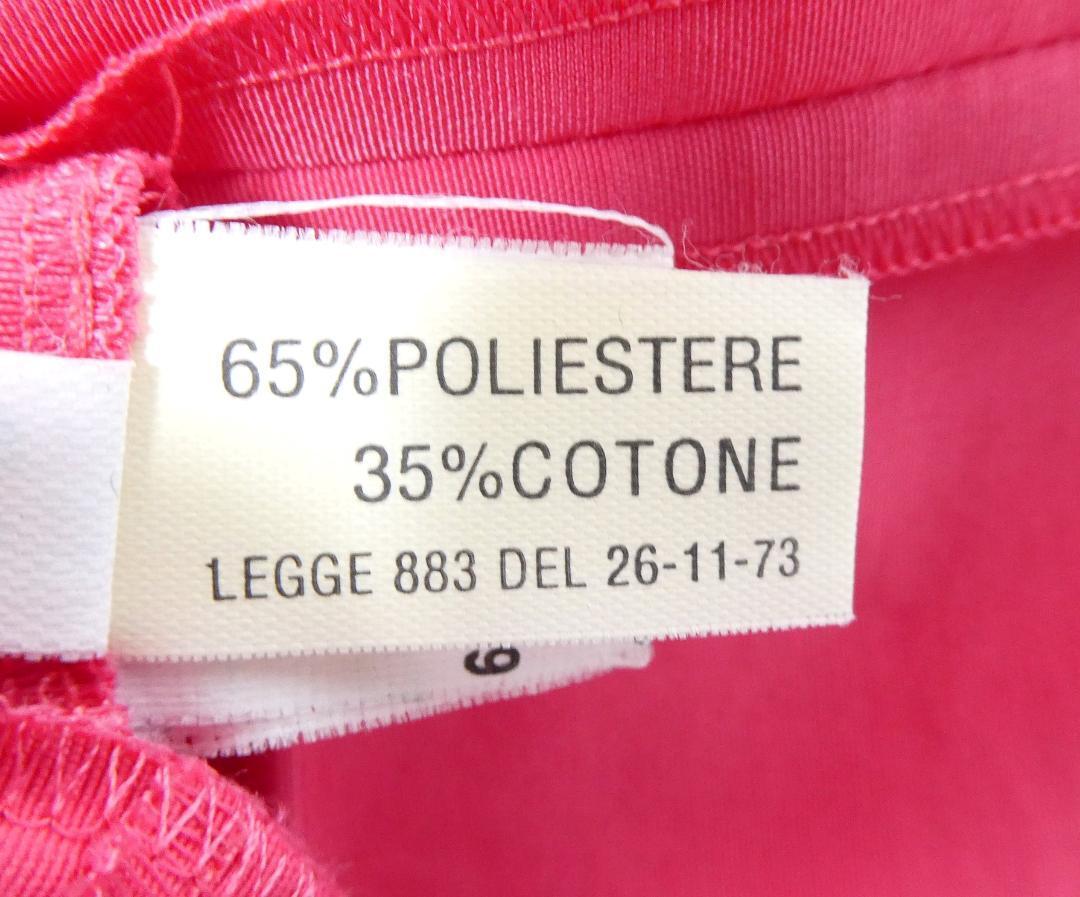 65%POLIESTERE
35%COTONE
LEGGE 883 DEL 26-11-73